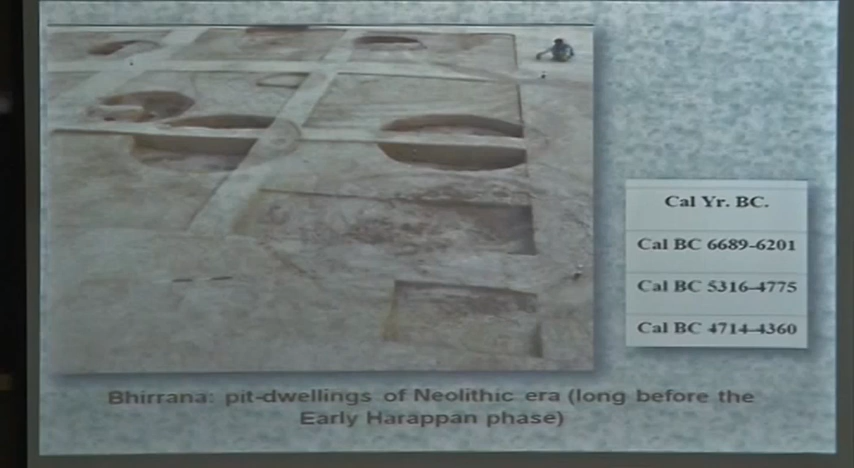 Cal Yr. BC.
Cal BC 6689-6201
Cal BC 5316-4775
Cal BC 4714-4360
Bhirrana: pit-dwellings of Neolithic era (long before the
Early Harappan phase)